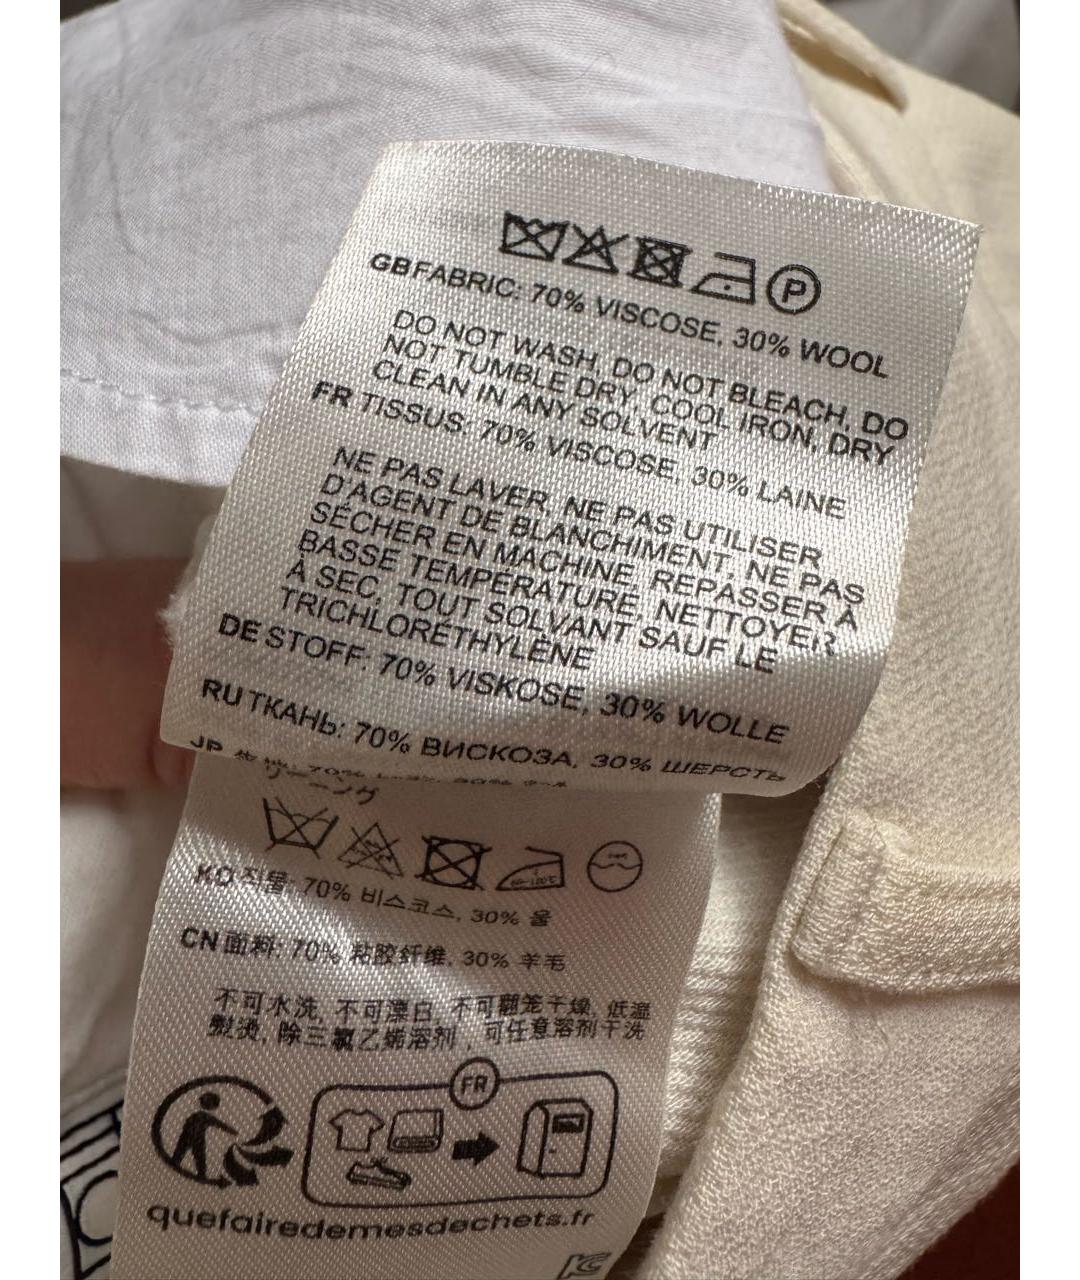 P
GB FABRIC: 70% VISCOSE, 30% WOOL
DO NOT WASH, DO NOT BLEACH, DO
NOT TUMBLE DRY, COOL IRON, DRY
CLEAN IN ANY SOLVENT
FR TISSUS: 70% VISCOSE, 30% LAINE
NE PAS LAVER, NE PAS UTILISER
D'AGENT DE BLANCHIMENT, NE PAS
SÉCHER EN MACHINE, REPASSER À
BASSE TEMPÉRATURE, NETTOYER
À SEC, TOUT SOLVANT SAUF LE
TRICHLORÉTHYLÈNE
DE STOFF: 70% VISKOSE, 30% WOLLE
RU ТКАНЬ: 70% ВИСКОЗА, 30% ШЕРСТЬ
JP 70% 30%
KO 직물: 70% 비스코스, 30% 울
CN 面料: 70% 粘胶纤维, 30% 羊毛
不可水洗, 不可漂白, 不可翻笼干燥, 低温
熨烫, 除三氯乙烯溶剂, 可任意溶剂干洗
FR
quefairedemesdechets.fr